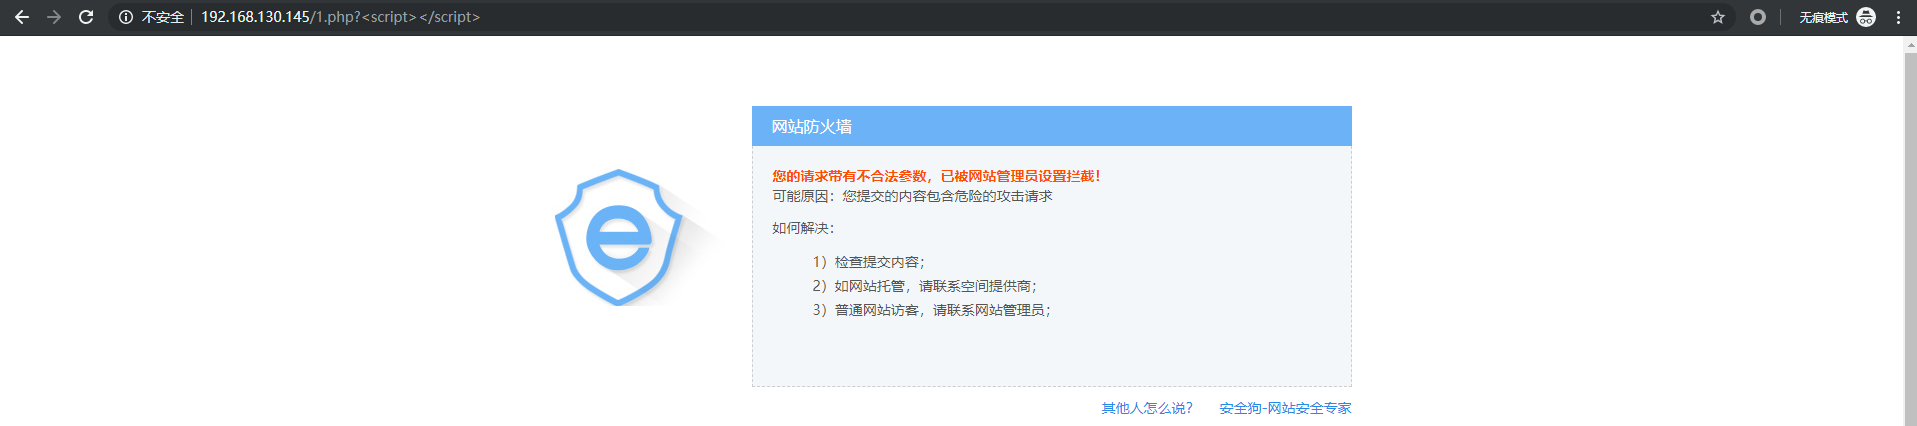 不安全 192.168.130.145/1.php?<script></script> 无痕模式
网站防火墙
您的请求带有不合法参数，已被网站管理员设置拦截！
可能原因：您提交的内容包含危险的攻击请求
如何解决：
1）检查提交内容；
2）如网站托管，请联系空间提供商；
3）普通网站访客，请联系网站管理员；
其他人怎么说？ 安全狗-网站安全专家